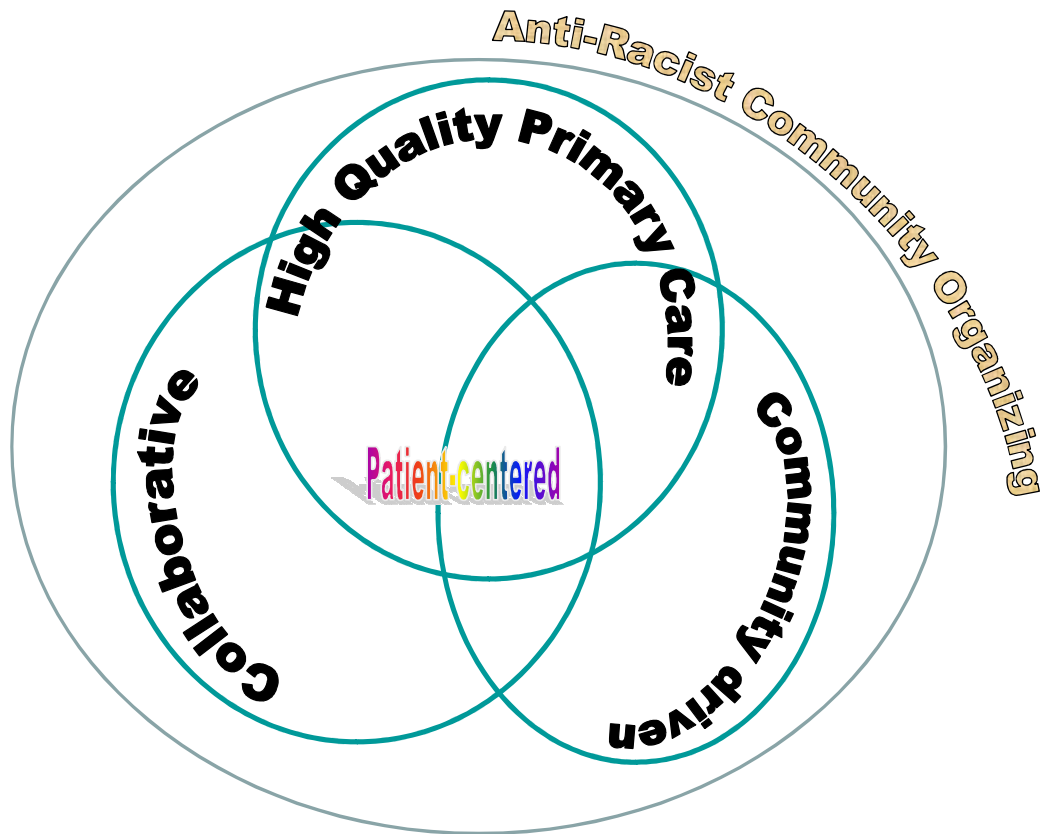 Anti-Racist Community Organizing
High Quality Primary Care
Collaborative
Community driven
Patient-centered